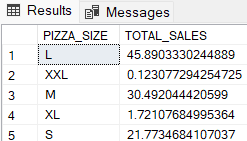 Results Messages
PIZZA_SIZE TOTAL_SALES
1 L 45.8903330244889
2 XXL 0.123077294254725
3 M 30.492044420599
4 XL 1.72107684995364
5 S 21.7734684107037